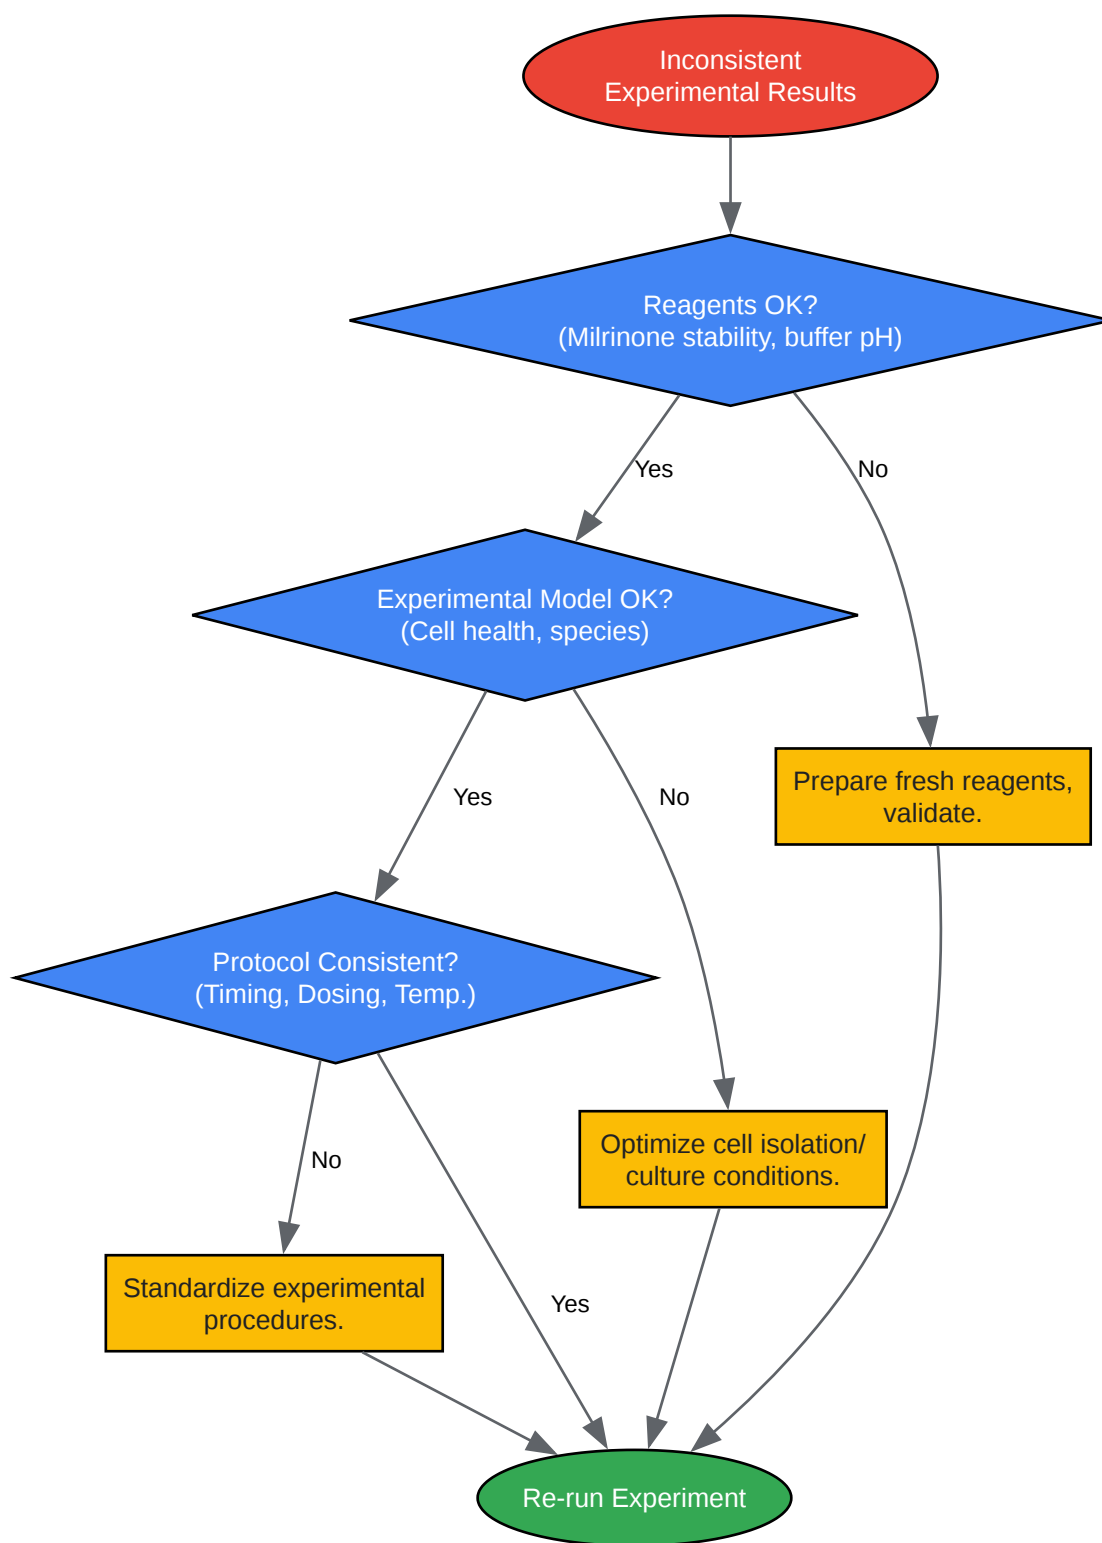 Inconsistent
Experimental Results
Reagents OK?
(Milrinone stability, buffer pH)
Yes
No
Experimental Model OK?
(Cell health, species)
Prepare fresh reagents,
validate.
Yes
No
Protocol Consistent?
(Timing, Dosing, Temp.)
Optimize cell isolation/
culture conditions.
No
Standardize experimental
procedures.
Yes
Re-run Experiment